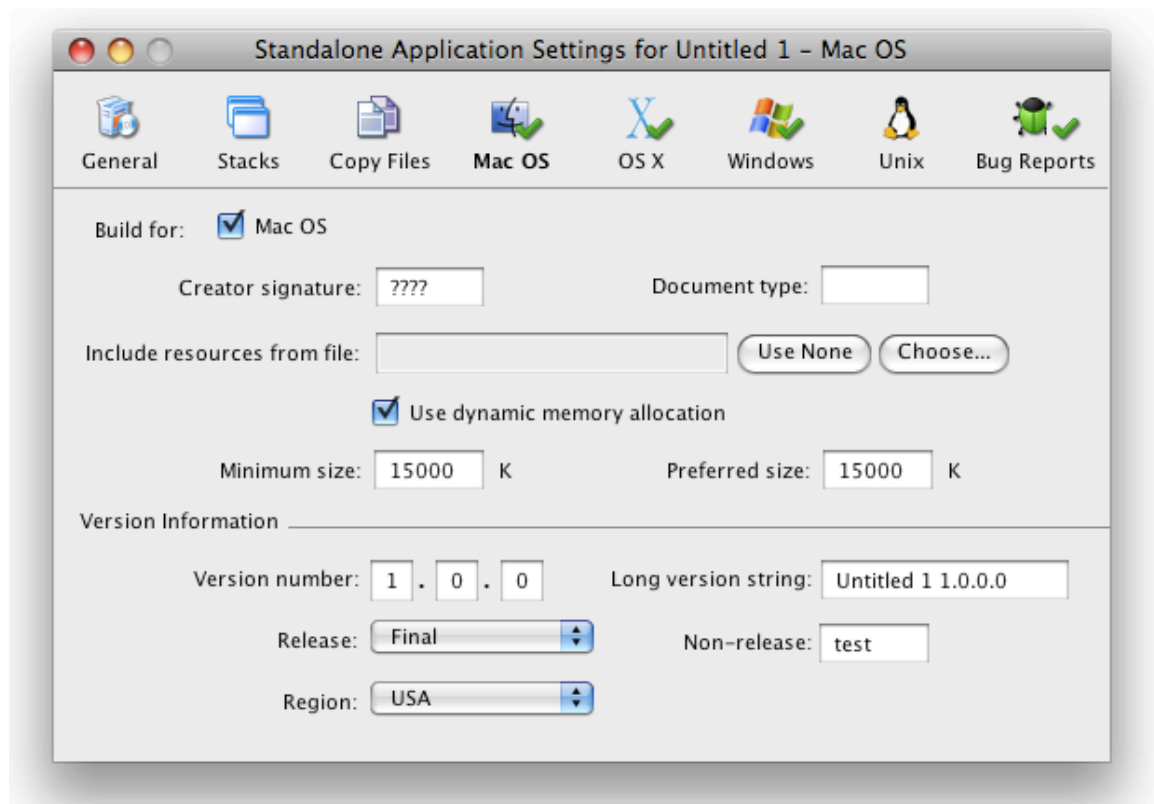 Standalone Application Settings for Untitled 1 – Mac OS
General Stacks Copy Files Mac OS OS X Windows Unix Bug Reports
Build for: Mac OS
Creator signature: ???? Document type:
Include resources from file: Use None Choose...
Use dynamic memory allocation
Minimum size: 15000 K Preferred size: 15000 K
Version Information
Version number: 1 . 0 . 0 Long version string: Untitled 1 1.0.0.0
Release: Final Non-release: test
Region: USA